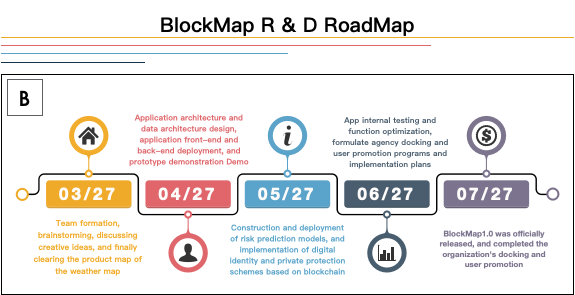 BlockMap R & D RoadMap
B
03/27
Team formation,
brainstorming, discussing
creative ideas, and finally
clearing the product map of
the weather map
Application architecture and
data architecture design,
application front-end and
back-end deployment, and
prototype demonstration Demo
04/27
05/27
Construction and deployment
of risk prediction models, and
implementation of digital
identity and private protection
schemes based on blockchain
App internal testing and
function optimization,
formulate agency docking and
user promotion programs and
implementation plans
06/27
$
07/27
BlockMap1.0 was officially
released, and completed the
organization's docking and
user promotion